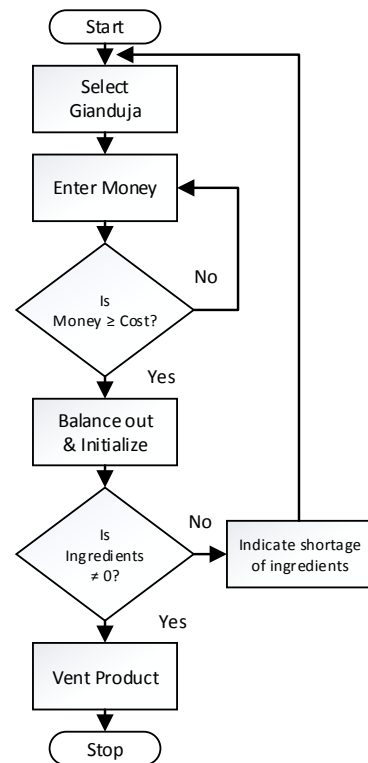 Start
Select
Gianduja
Enter Money
No
Is
Money ≥ Cost?
Yes
Balance out
& Initialize
Is
Ingredients
≠ 0?
No
Indicate shortage
of ingredients
Yes
Vent Product
Stop